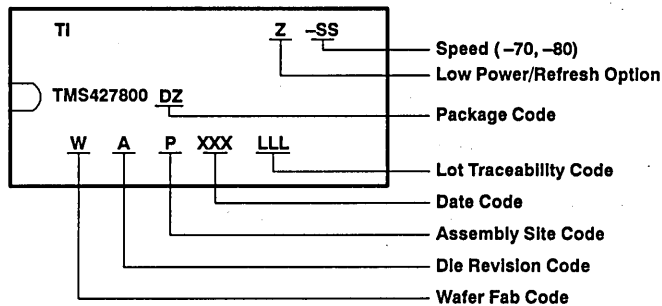 TI Z -SS
Speed (-70, -80)
Low Power/Refresh Option
TMS427800 DZ
Package Code
W A P XXX LLL
Lot Traceability Code
Date Code
Assembly Site Code
Die Revision Code
Wafer Fab Code